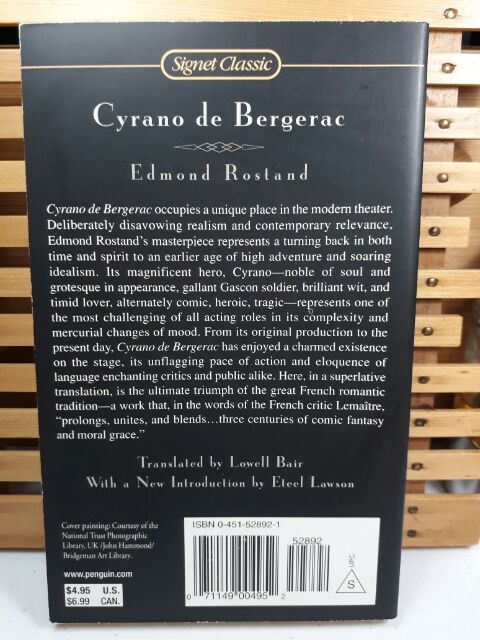 Signet Classic
Cyrano de Bergerac
Edmond Rostand
Cyrano de Bergerac occupies a unique place in the modern theater.
Deliberately disavowing realism and contemporary relevance,
Edmond Rostand's masterpiece represents a turning back in both
time and spirit to an earlier age of high adventure and soaring
idealism. Its magnificent hero, Cyrano—noble of soul and
grotesque in appearance, gallant Gascon soldier, brilliant wit, and
timid lover, alternately comic, heroic, tragic—represents one of
the most challenging of all acting roles in its complexity and
mercurial changes of mood. From its original production to the
present day, Cyrano de Bergerac has enjoyed a charmed existence
on the stage, its unflagging pace of action and eloquence of
language enchanting critics and public alike. Here, in a superlative
translation, is the ultimate triumph of the great French romantic
tradition—a work that, in the words of the French critic Lemaître,
"prolongs, unites, and blends...three centuries of comic fantasy
and moral grace."
Translated by Lowell Bair
With a New Introduction by Eteel Lawson
Cover painting: Courtesy of the
National Trust Photographic
Library, UK /John Hammond/
Bridgeman Art Library.
www.penguin.com
$4.95 U.S.
$6.99 CAN.
ISBN 0-451-52892-1
52892
0 71149 00495 2
UPC
S